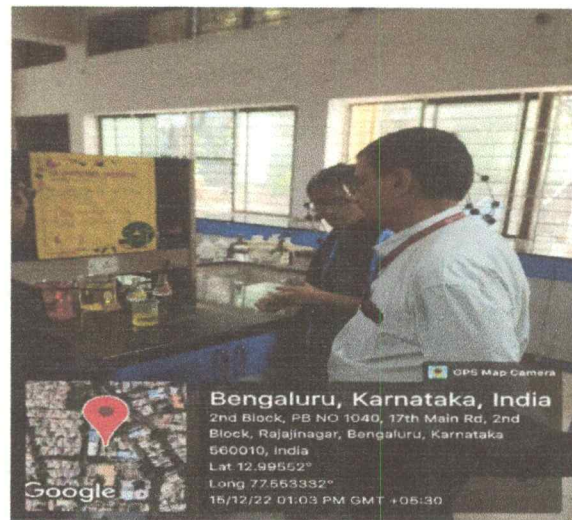 GPS Map Camera
Bengaluru, Karnataka, India
2nd Block, PB NO 1040, 17th Main Rd, 2nd
Block, Rajajinagar, Bengaluru, Karnataka
560010, India
Lat 12.99552°
Long 77.553332°
15/12/22 01:03 PM GMT +05:30
Google